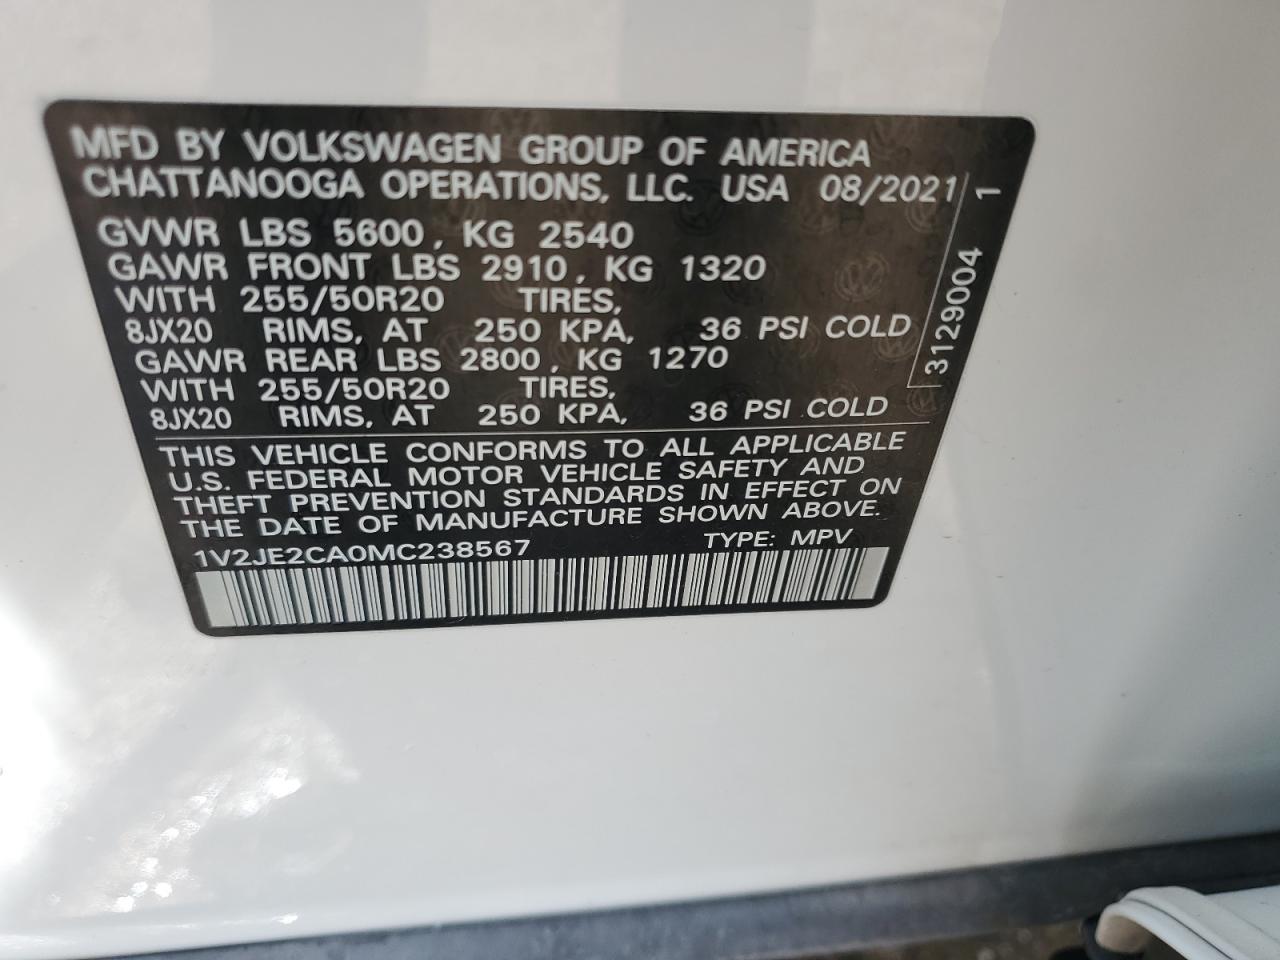 MFD BY VOLKSWAGEN GROUP OF AMERICA
CHATTANOOGA OPERATIONS, LLC. USA 08/2021
GVWR LBS 5600, KG 2540
GAWR FRONT LBS 2910, KG 1320
WITH 255/50R20 TIRES,
8JX20 RIMS, AT 250 KPA, 36 PSI COLD
GAWR REAR LBS 2800, KG 1270
WITH 255/50R20 TIRES,
8JX20 RIMS, AT 250 KPA, 36 PSI COLD
THIS VEHICLE CONFORMS TO ALL APPLICABLE
U.S. FEDERAL MOTOR VEHICLE SAFETY AND
THEFT PREVENTION STANDARDS IN EFFECT ON
THE DATE OF MANUFACTURE SHOWN ABOVE.
1V2JE2CA0MC238567 TYPE: MPV
3129004 1